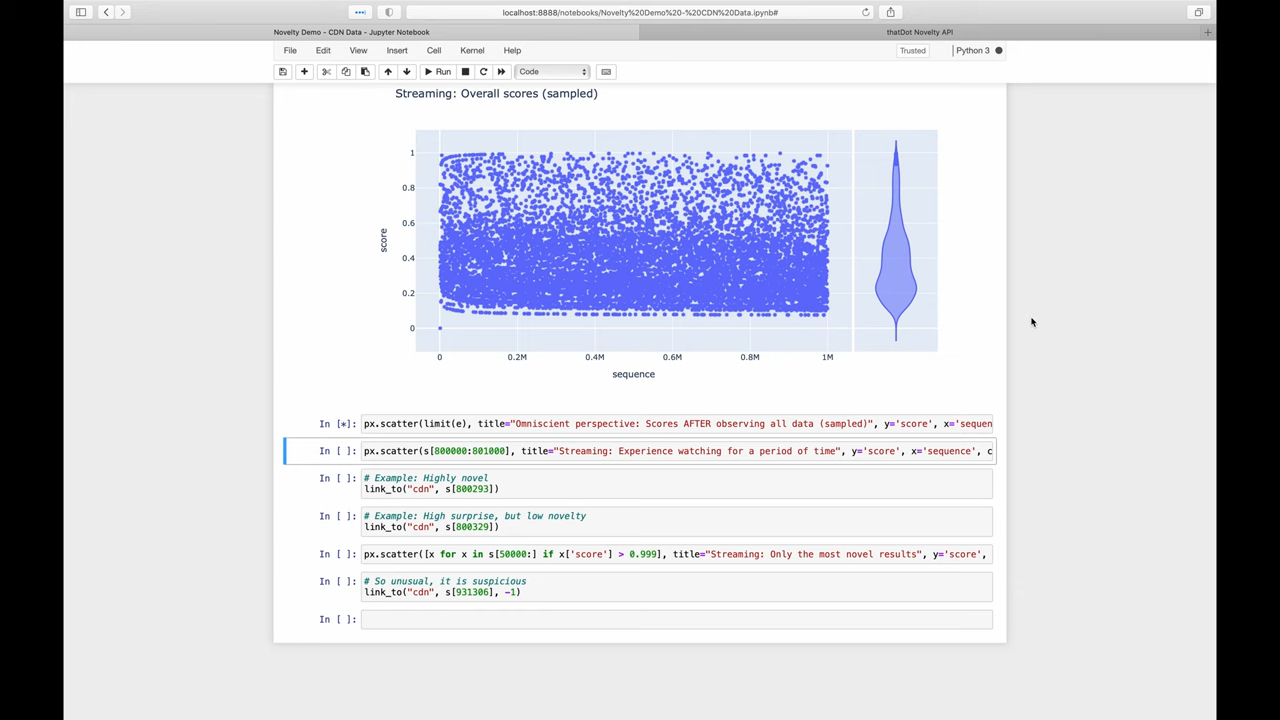 localhost:8888/notebooks/Novelty%20Demo%20-%20CDN%20Data.ipynb#
Novelty Demo - CDN Data - Jupyter Notebook
thatDot Novelty API
File Edit View Insert Cell Kernel Help
Trusted
Python 3
Run
Code
Streaming: Overall scores (sampled)
1
0.8
0.6
0.4
0.2
0
score
0 0.2M 0.4M 0.6M 0.8M 1M
sequence
In [*]: px.scatter(limit(e), title="Omniscient perspective: Scores AFTER observing all data (sampled)", y='score', x='sequen
In [ ]: px.scatter(s[800000:801000], title="Streaming: Experience watching for a period of time", y='score', x='sequence', c
In [ ]: # Example: Highly novel
link_to("cdn", s[800293])
In [ ]: # Example: High surprise, but low novelty
link_to("cdn", s[800329])
In [ ]: px.scatter([x for x in s[50000:] if x['score'] > 0.999], title="Streaming: Only the most novel results", y='score',
In [ ]: # So unusual, it is suspicious
link_to("cdn", s[931306], -1)
In [ ]: